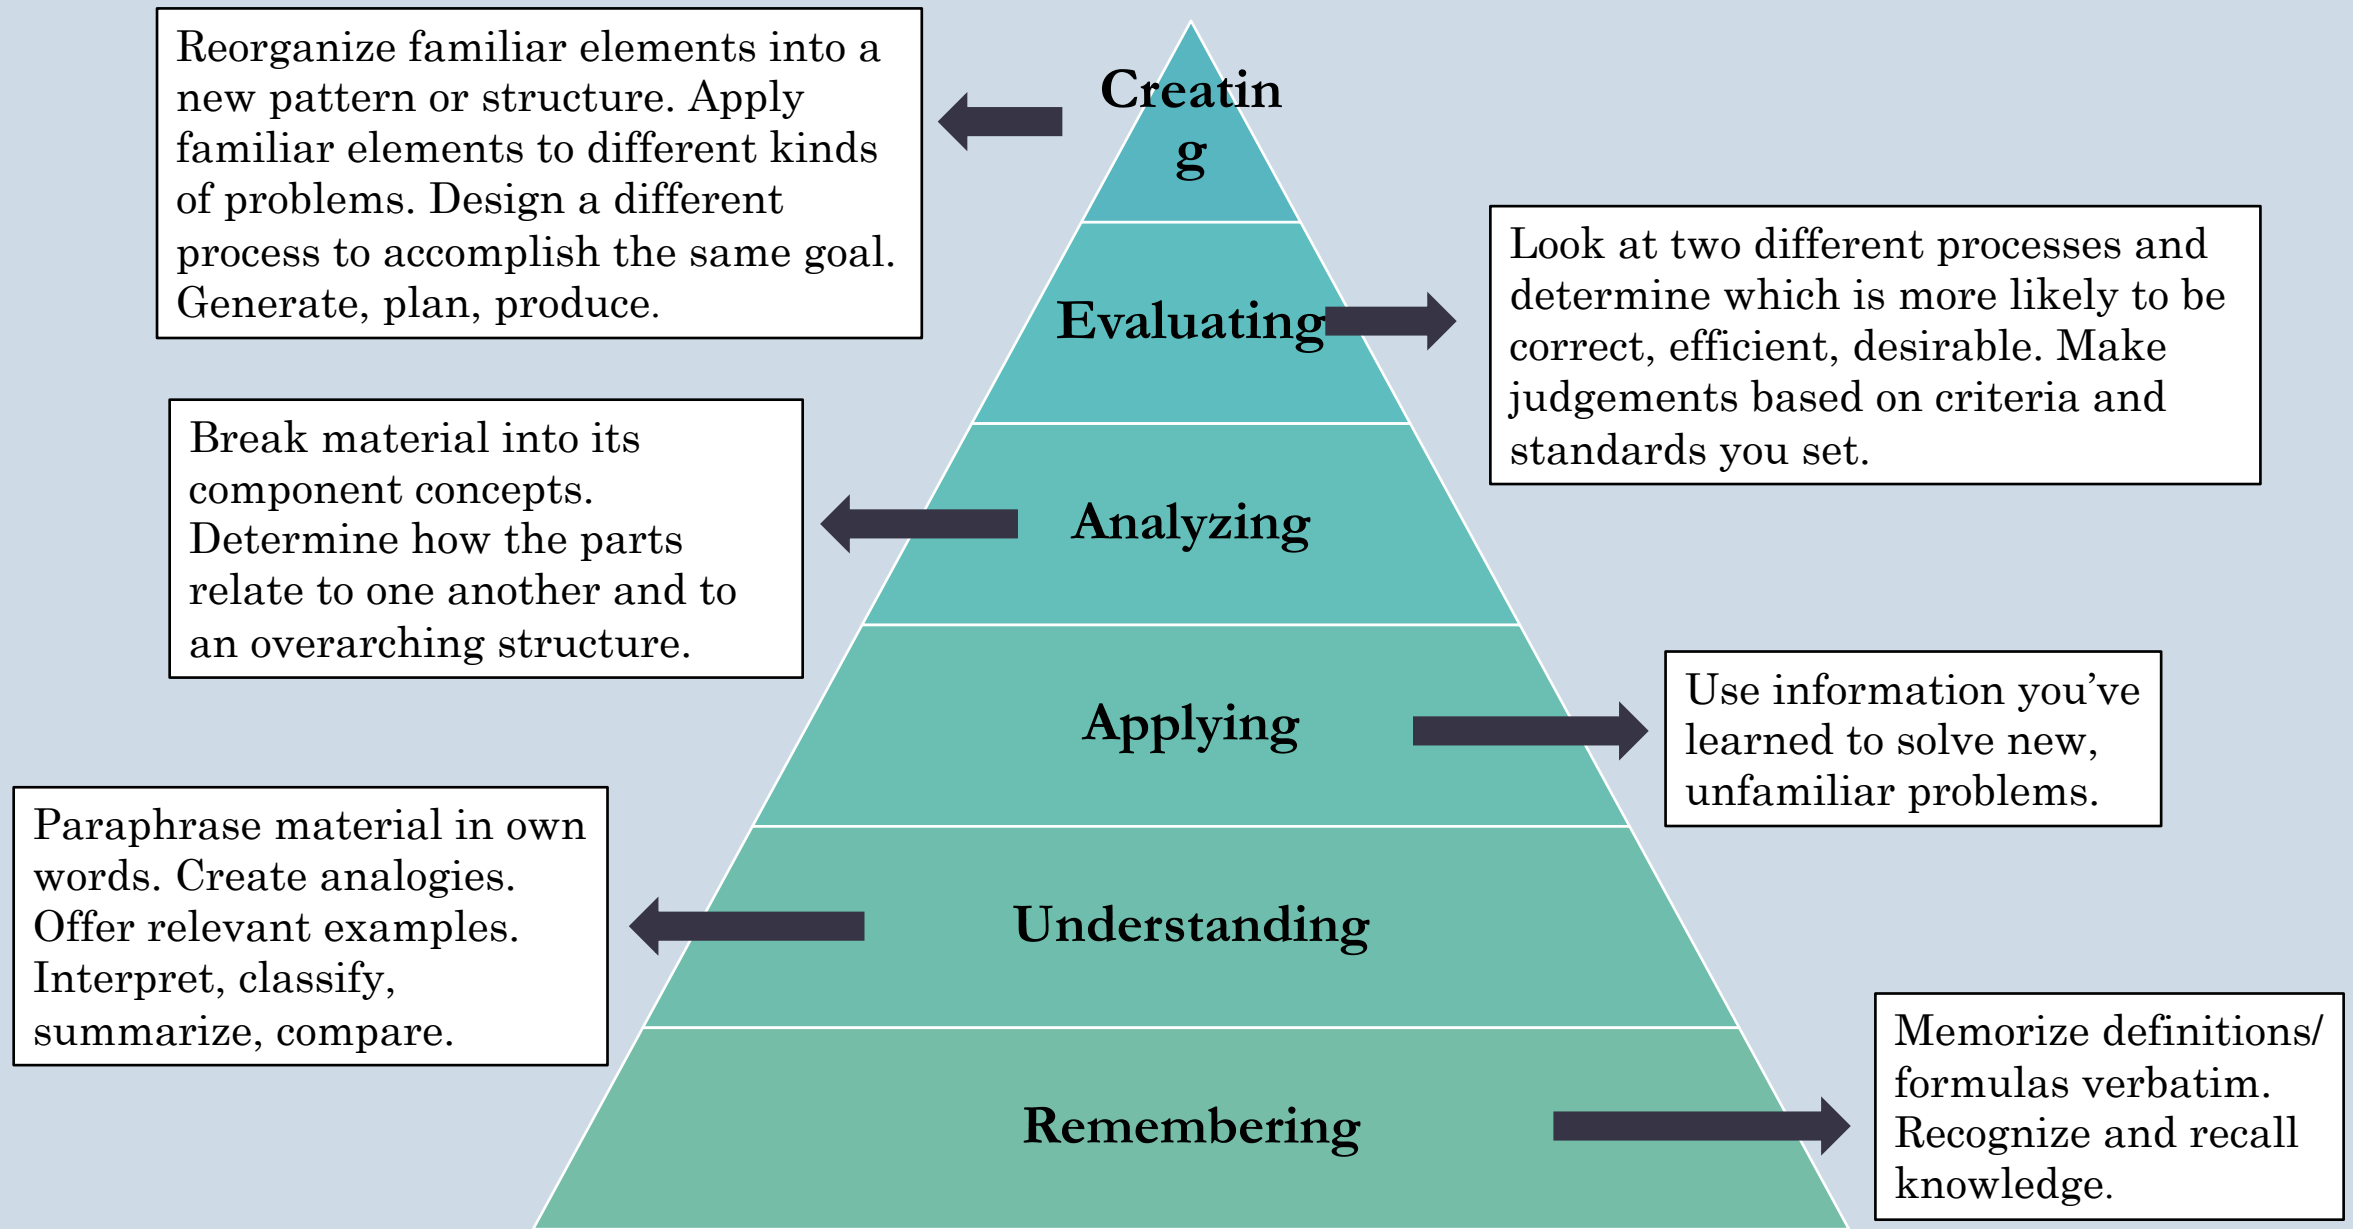 Reorganize familiar elements into a
new pattern or structure. Apply
familiar elements to different kinds
of problems. Design a different
process to accomplish the same goal.
Generate, plan, produce.
Creatin
g
Look at two different processes and
determine which is more likely to be
correct, efficient, desirable. Make
judgements based on criteria and
standards you set.
Evaluating
Break material into its
component concepts.
Determine how the parts
relate to one another and to
an overarching structure.
Analyzing
Applying
Use information you’ve
learned to solve new,
unfamiliar problems.
Paraphrase material in own
words. Create analogies.
Offer relevant examples.
Interpret, classify,
summarize, compare.
Understanding
Remembering
Memorize definitions/
formulas verbatim.
Recognize and recall
knowledge.